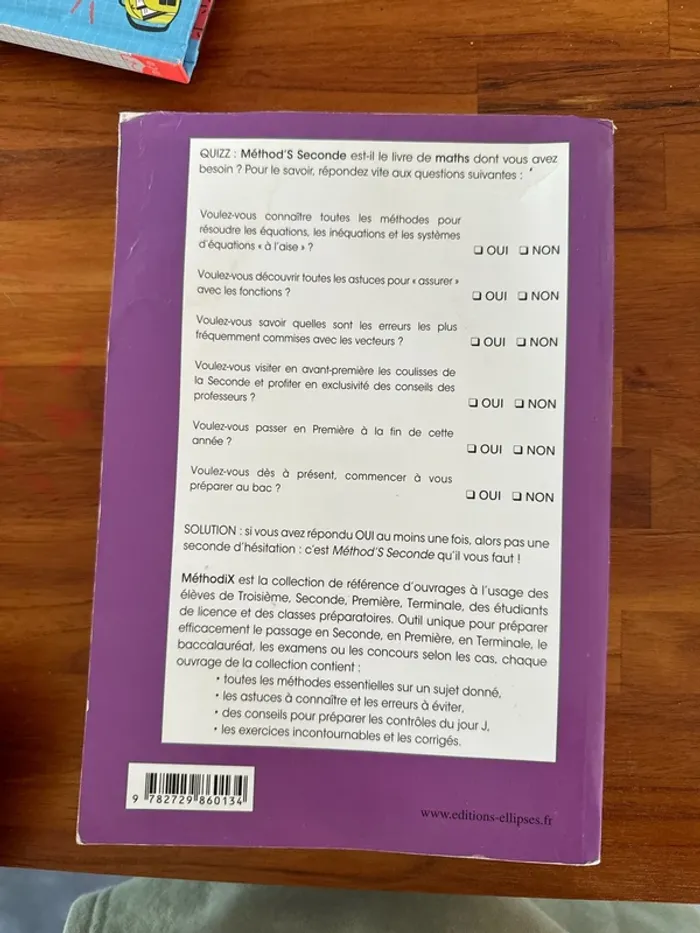 QUIZZ : Méthod'S Seconde est-il le livre de maths dont vous avez
besoin ? Pour le savoir, répondez vite aux questions suivantes :
Voulez-vous connaître toutes les méthodes pour
résoudre les équations, les inéquations et les systèmes
d'équations « à l'aise » ?
❑ OUI ❑ NON
Voulez-vous découvrir toutes les astuces pour « assurer »
avec les fonctions ?
❑ OUI ❑ NON
Voulez-vous savoir quelles sont les erreurs les plus
fréquemment commises avec les vecteurs ?
❑ OUI ❑ NON
Voulez-vous visiter en avant-première les coulisses de
la Seconde et profiter en exclusivité des conseils des
professeurs ?
❑ OUI ❑ NON
Voulez-vous passer en Première à la fin de cette
année ?
❑ OUI ❑ NON
Voulez-vous dès à présent, commencer à vous
préparer au bac ?
❑ OUI ❑ NON
SOLUTION : si vous avez répondu OUI au moins une fois, alors pas une
seconde d'hésitation : c'est Méthod'S Seconde qu'il vous faut !
MéthodiX est la collection de référence d'ouvrages à l'usage des
élèves de Troisième, Seconde, Première, Terminale, des étudiants
de licence et des classes préparatoires. Outil unique pour préparer
efficacement le passage en Seconde, en Première, en Terminale, le
baccalauréat, les examens ou les concours selon les cas, chaque
ouvrage de la collection contient :
• toutes les méthodes essentielles sur un sujet donné,
• les astuces à connaître et les erreurs à éviter,
• des conseils pour préparer les contrôles du jour J,
• les exercices incontournables et les corrigés.
9 782729 860134
www.editions-ellipses.fr